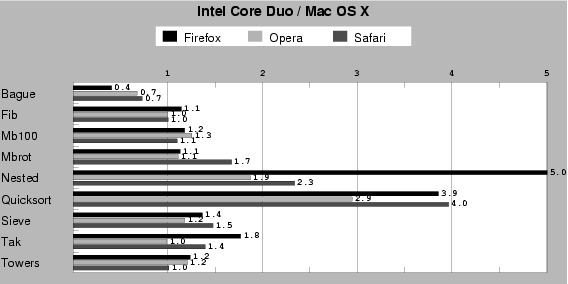 Intel Core Duo / Mac OS X
Firefox Opera Safari
1 2 3 4 5
Bague 0.4 0.7 0.7
Fib 1.1 1.0 1.0
Mb100 1.2 1.3 1.1
Mbrot 1.1 1.1 1.7
Nested 5.0 1.9 2.3
Quicksort 3.9 2.9 4.0
Sieve 1.4 1.2 1.5
Tak 1.8 1.0 1.4
Towers 1.2 1.2 1.0